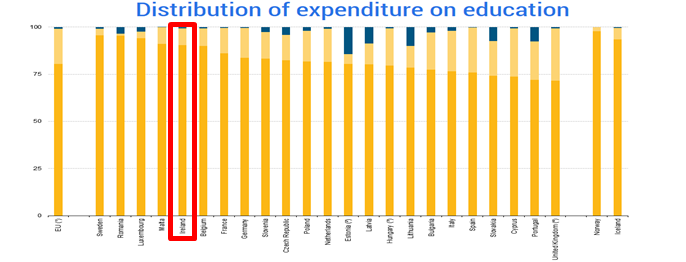 Distribution of expenditure on education
100
75
50
25
0
EU (¹)
Sweden
Romania
Luxembourg
Malta
Ireland
Belgium
France
Germany
Slovenia
Czech Republic
Poland
Netherlands
Estonia (²)
Latvia
Hungary (³)
Lithuania
Bulgaria
Italy
Spain
Slovakia
Cyprus
Portugal
United Kingdom (⁴)
Norway
Iceland